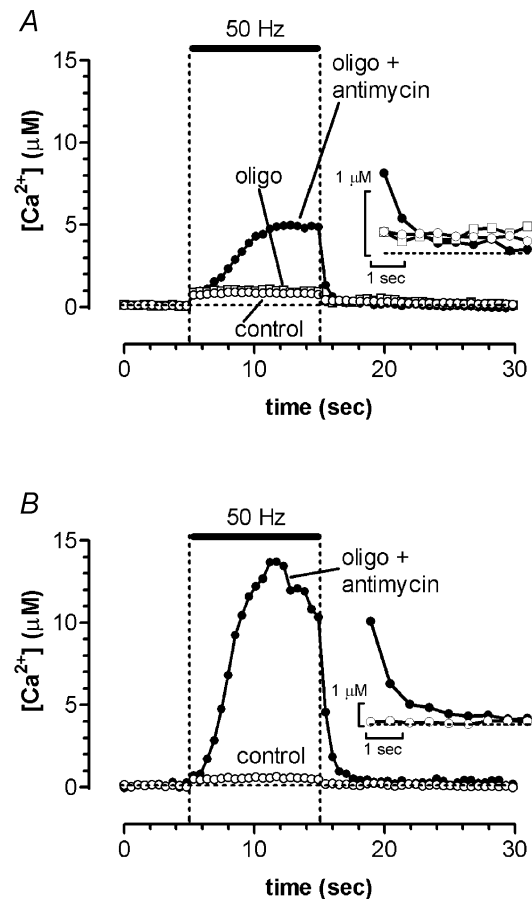 A
50 Hz
15
10
5
0
[Ca²⁺] (μM)
oligo +
antimycin
oligo
control
1 μM
1 sec
0 10 20 30
time (sec)
B
50 Hz
15
10
5
0
[Ca²⁺] (μM)
oligo +
antimycin
control
1 μM
1 sec
0 10 20 30
time (sec)